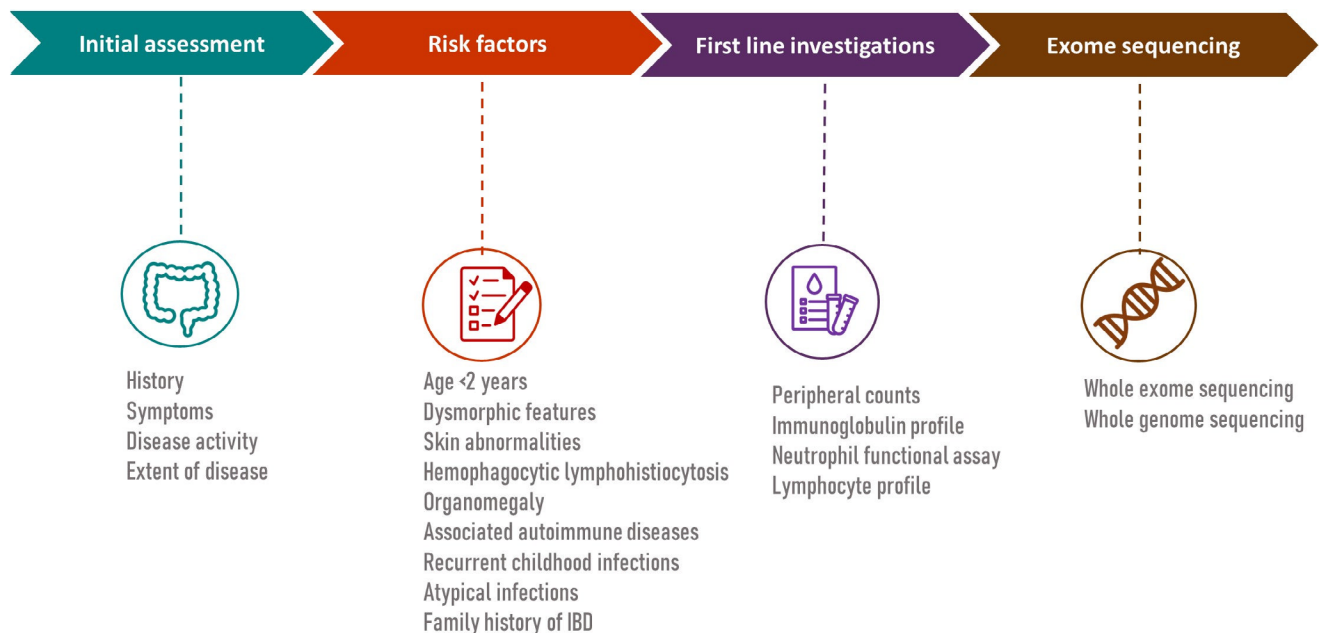 Initial assessment
Risk factors
First line investigations
Exome sequencing
History
Symptoms
Disease activity
Extent of disease
Age <2 years
Dysmorphic features
Skin abnormalities
Hemophagocytic lymphohistiocytosis
Organomegaly
Associated autoimmune diseases
Recurrent childhood infections
Atypical infections
Family history of IBD
Peripheral counts
Immunoglobulin profile
Neutrophil functional assay
Lymphocyte profile
Whole exome sequencing
Whole genome sequencing